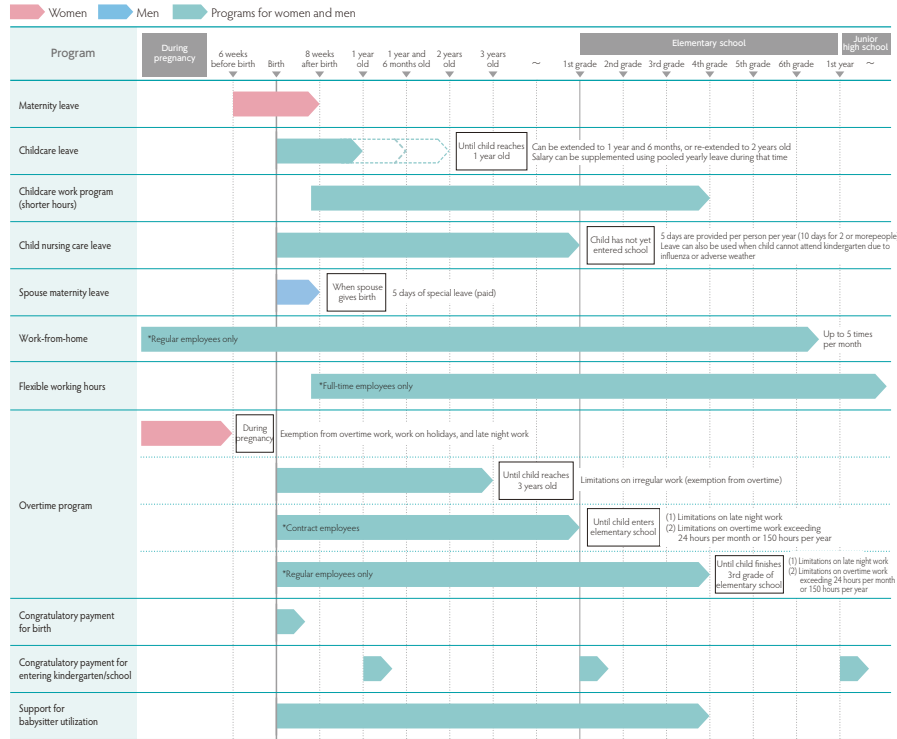 Women Men Programs for women and men
Program
During
pregnancy
6 weeks
before birth
Birth
8 weeks
after birth
1 year
old
1 year and
6 months old
2 years
old
3 years
old
~
Elementary school
1st grade 2nd grade 3rd grade 4th grade 5th grade 6th grade
Junior
high school
1st year ~
Maternity leave
Childcare leave
Until child reaches
1 year old
Can be extended to 1 year and 6 months, or re-extended to 2 years old
Salary can be supplemented using pooled yearly leave during that time
Childcare work program
(shorter hours)
Child nursing care leave
Child has not yet
entered school
5 days are provided per person per year (10 days for 2 or morepeople
Leave can also be used when child cannot attend kindergarten due to
influenza or adverse weather
Spouse maternity leave
When spouse
gives birth
5 days of special leave (paid)
Work-from-home
*Regular employees only
Up to 5 times
per month
Flexible working hours
*Full-time employees only
Overtime program
During
pregnancy
Exemption from overtime work, work on holidays, and late night work
Until child reaches
3 years old
Limitations on irregular work (exemption from overtime)
*Contract employees
Until child enters
elementary school
(1) Limitations on late night work
(2) Limitations on overtime work exceeding
24 hours per month or 150 hours per year
*Regular employees only
Until child finishes
3rd grade of
elementary school
(1) Limitations on late night work
(2) Limitations on overtime work
exceeding 24 hours per month
or 150 hours per year
Congratulatory payment
for birth
Congratulatory payment for
entering kindergarten/school
Support for
babysitter utilization